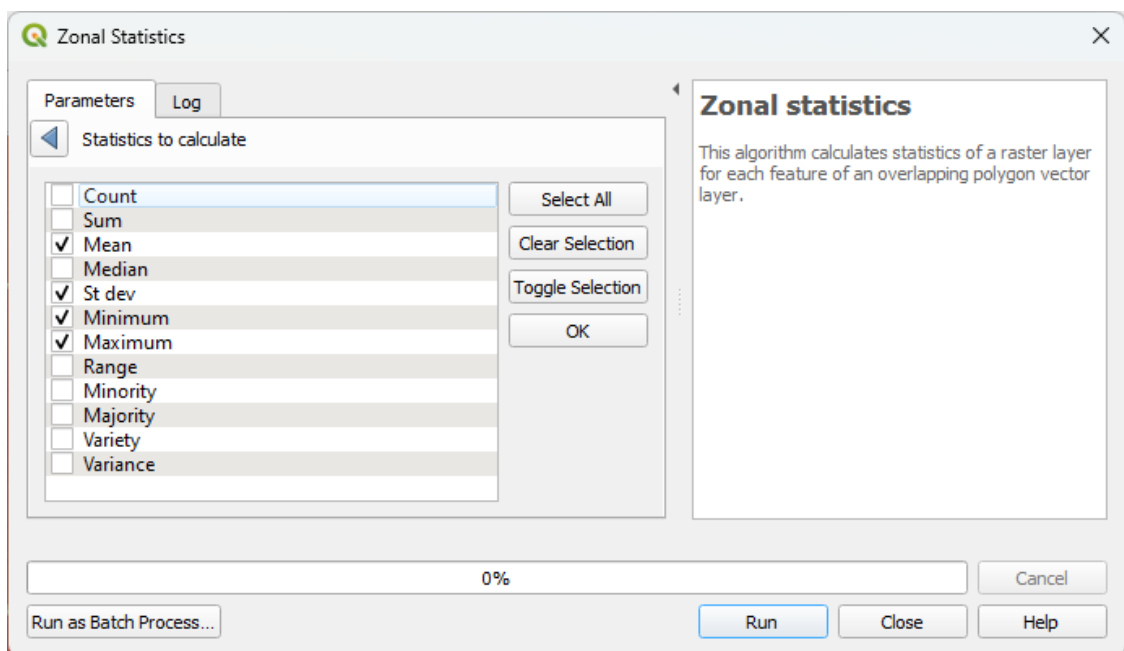 Zonal Statistics
Parameters
Log
Statistics to calculate
Count
Sum
Mean
Median
St dev
Minimum
Maximum
Range
Minority
Majority
Variety
Variance
Select All
Clear Selection
Toggle Selection
OK
Zonal statistics
This algorithm calculates statistics of a raster layer
for each feature of an overlapping polygon vector
layer.
0%
Cancel
Run as Batch Process...
Run
Close
Help